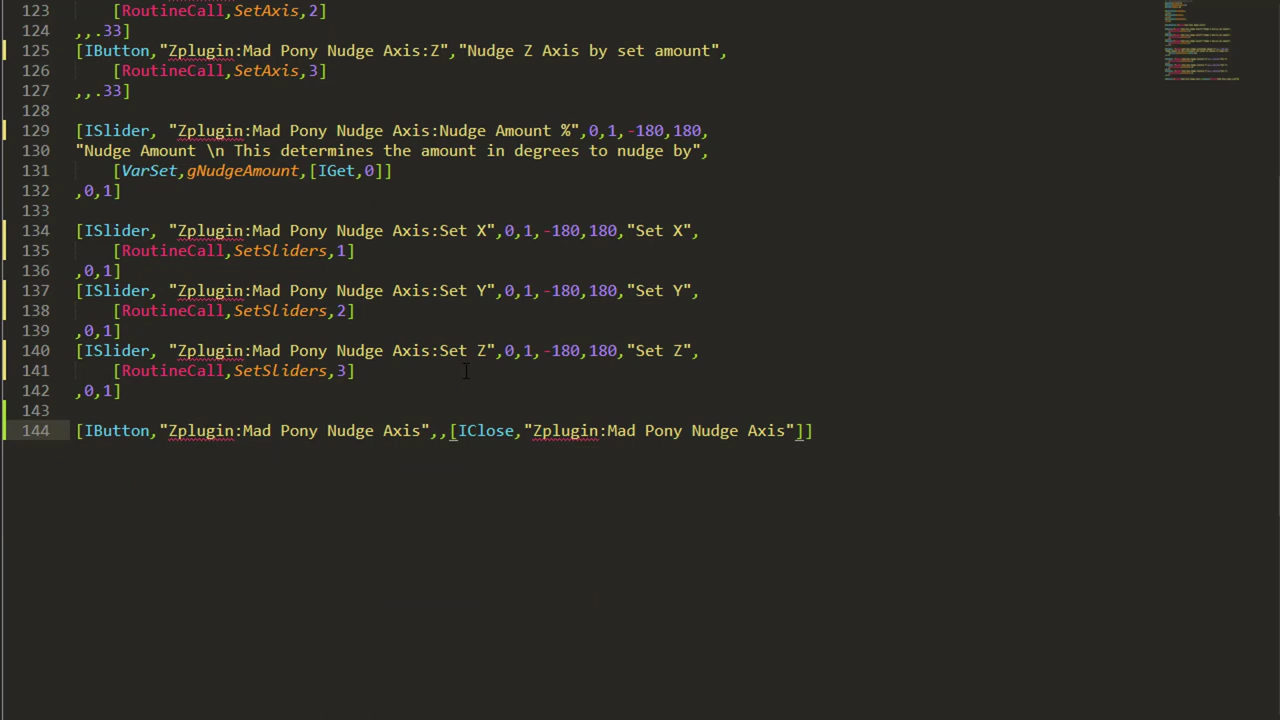 123 [RoutineCall,SetAxis,2]
124 ,,.33]
125 [IButton,"Zplugin:Mad Pony Nudge Axis:Z","Nudge Z Axis by set amount",
126 [RoutineCall,SetAxis,3]
127 ,,.33]
128
129 [ISlider, "Zplugin:Mad Pony Nudge Axis:Nudge Amount %",0,1,-180,180,
130 "Nudge Amount \n This determines the amount in degrees to nudge by",
131 [VarSet,gNudgeAmount,[IGet,0]]
132 ,0,1]
133
134 [ISlider, "Zplugin:Mad Pony Nudge Axis:Set X",0,1,-180,180,"Set X",
135 [RoutineCall,SetSliders,1]
136 ,0,1]
137 [ISlider, "Zplugin:Mad Pony Nudge Axis:Set Y",0,1,-180,180,"Set Y",
138 [RoutineCall,SetSliders,2]
139 ,0,1]
140 [ISlider, "Zplugin:Mad Pony Nudge Axis:Set Z",0,1,-180,180,"Set Z",
141 [RoutineCall,SetSliders,3]
142 ,0,1]
143
144 [IButton,"Zplugin:Mad Pony Nudge Axis",,[IClose,"Zplugin:Mad Pony Nudge Axis"]]